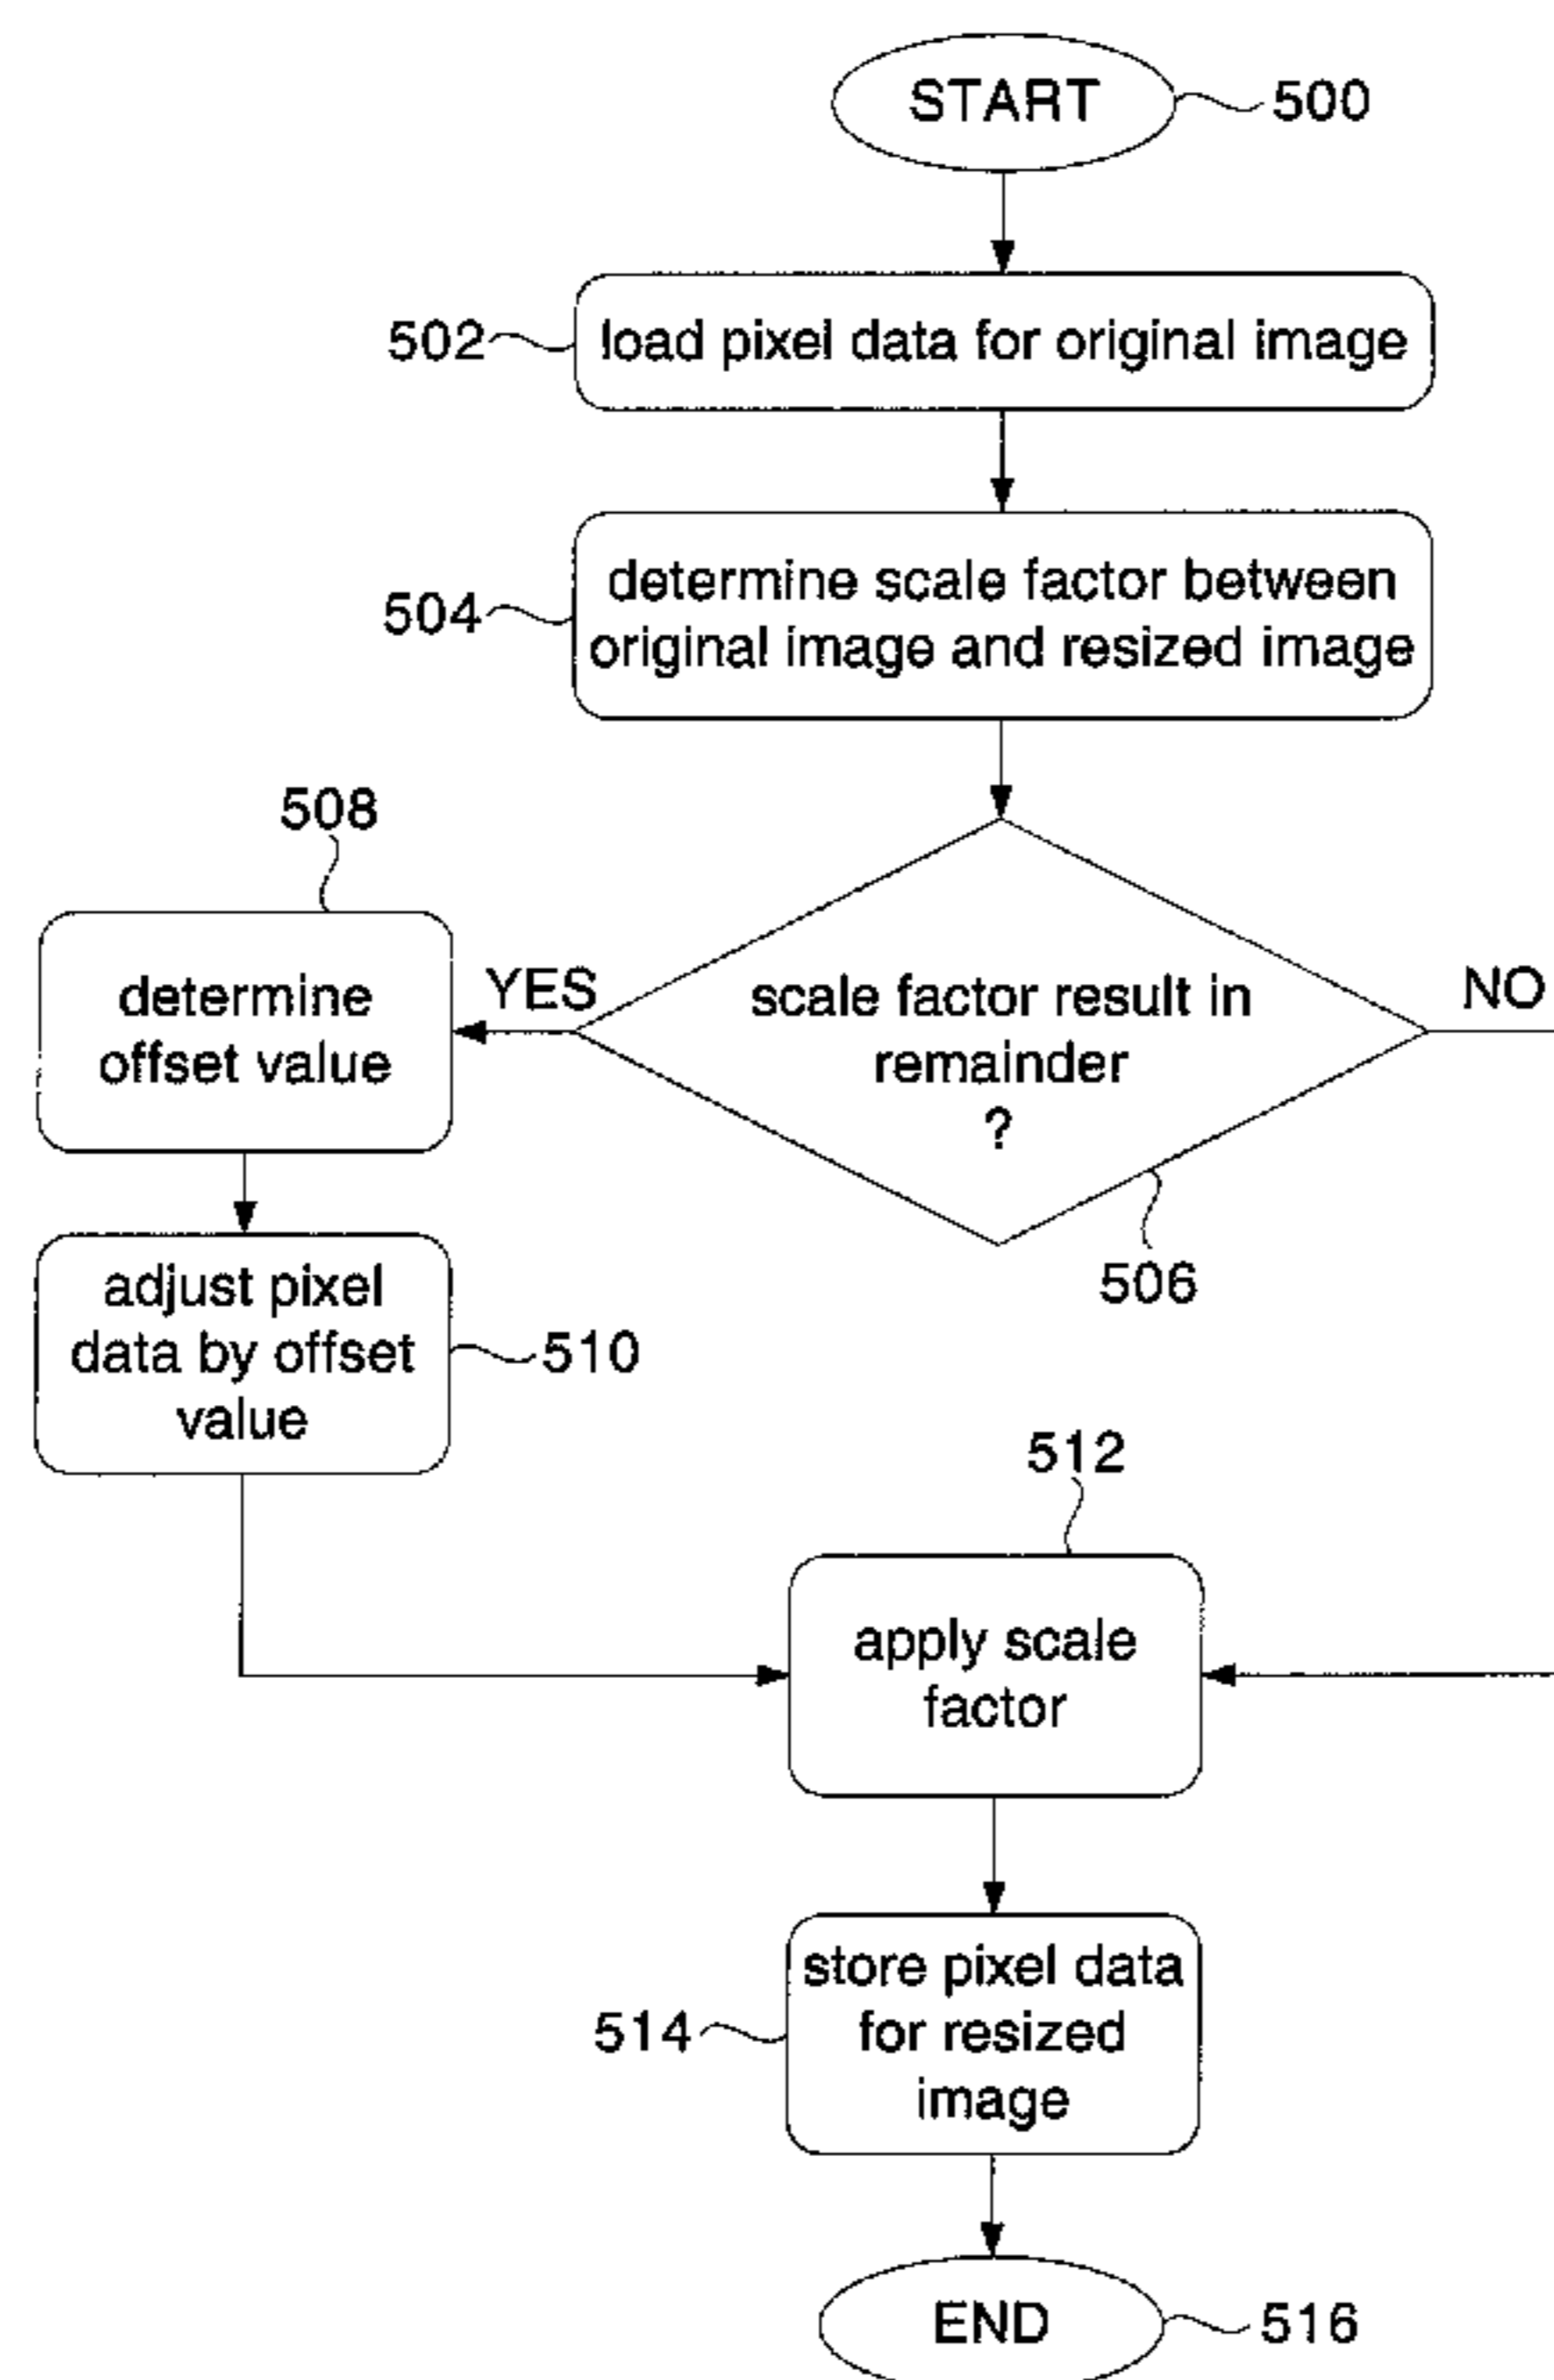 START
500
502
load pixel data for original image
504
determine scale factor between
original image and resized image
508
determine
offset value
YES
scale factor result in
remainder
?
NO
506
adjust pixel
data by offset
value
510
512
apply scale
factor
514
store pixel data
for resized
image
END
516